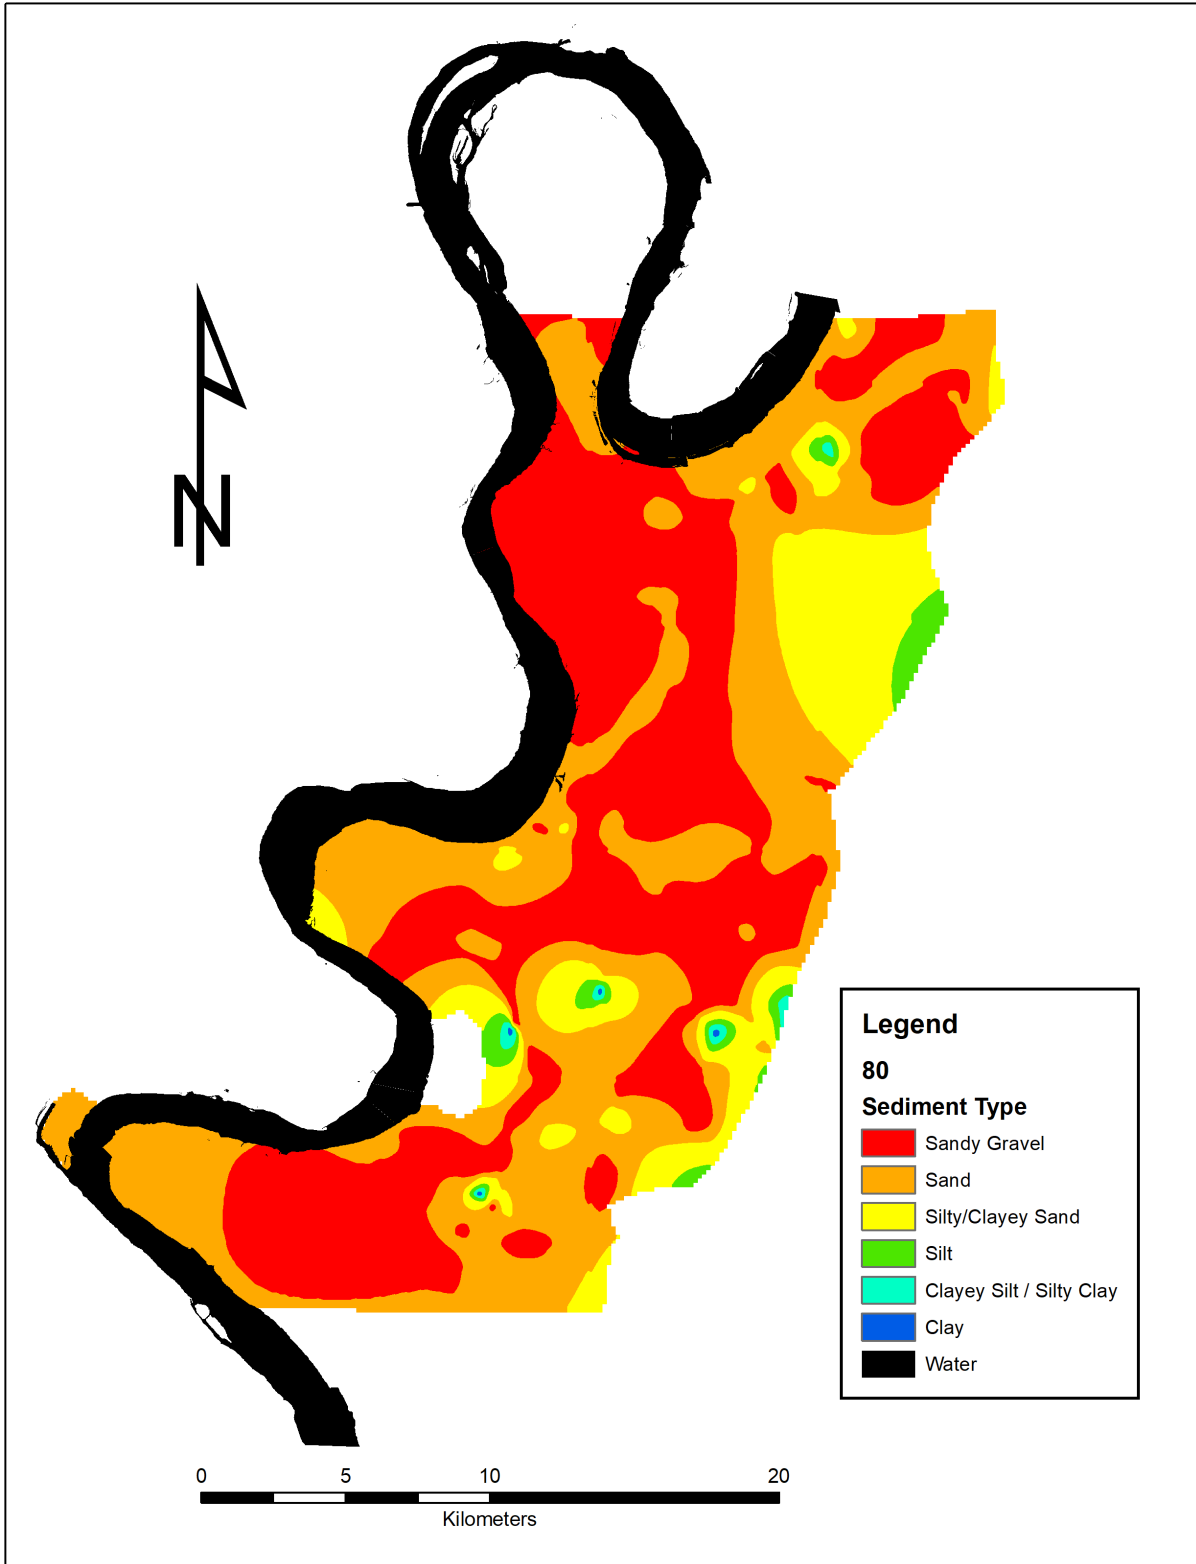 N
Legend
80
Sediment Type
Sandy Gravel
Sand
Silty/Clayey Sand
Silt
Clayey Silt / Silty Clay
Clay
Water
0 5 10 20
Kilometers